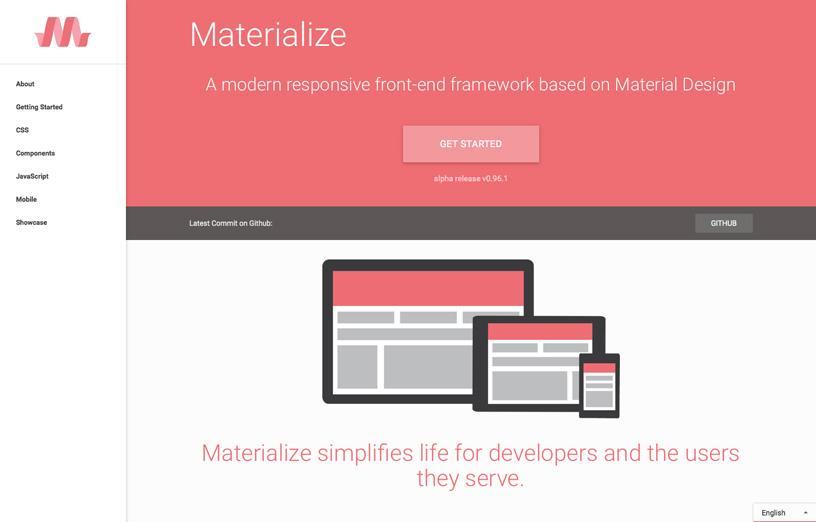 About
Getting Started
CSS
Components
JavaScript
Mobile
Showcase
Materialize
A modern responsive front-end framework based on Material Design
GET STARTED
alpha release v0.96.1
Latest Commit on Github:
GITHUB
Materialize simplifies life for developers and the users
they serve.
English